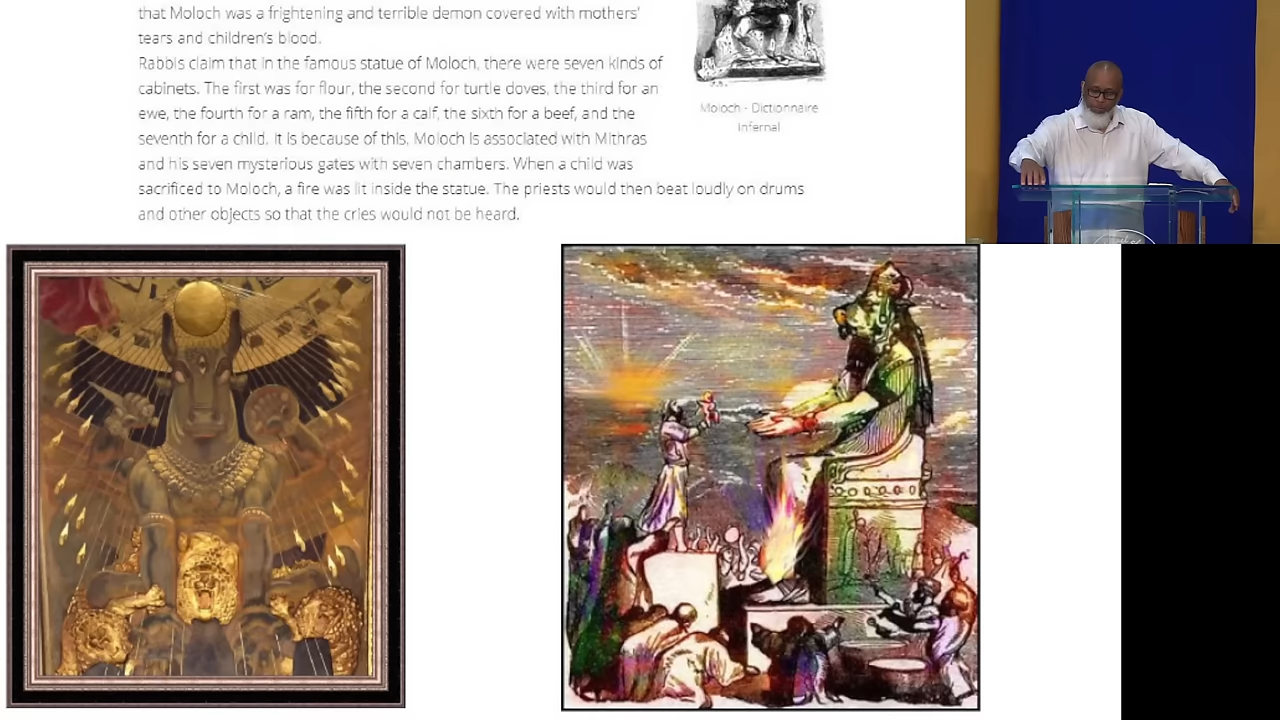 that Moloch was a frightening and terrible demon covered with mothers'
tears and children's blood.
Rabbis claim that in the famous statue of Moloch, there were seven kinds of
cabinets. The first was for flour, the second for turtle doves, the third for an
ewe, the fourth for a ram, the fifth for a calf, the sixth for a beef, and the
seventh for a child. It is because of this, Moloch is associated with Mithras
and his seven mysterious gates with seven chambers. When a child was
sacrificed to Moloch, a fire was lit inside the statue. The priests would then beat loudly on drums
and other objects so that the cries would not be heard.
Moloch - Dictionnaire
Infernal